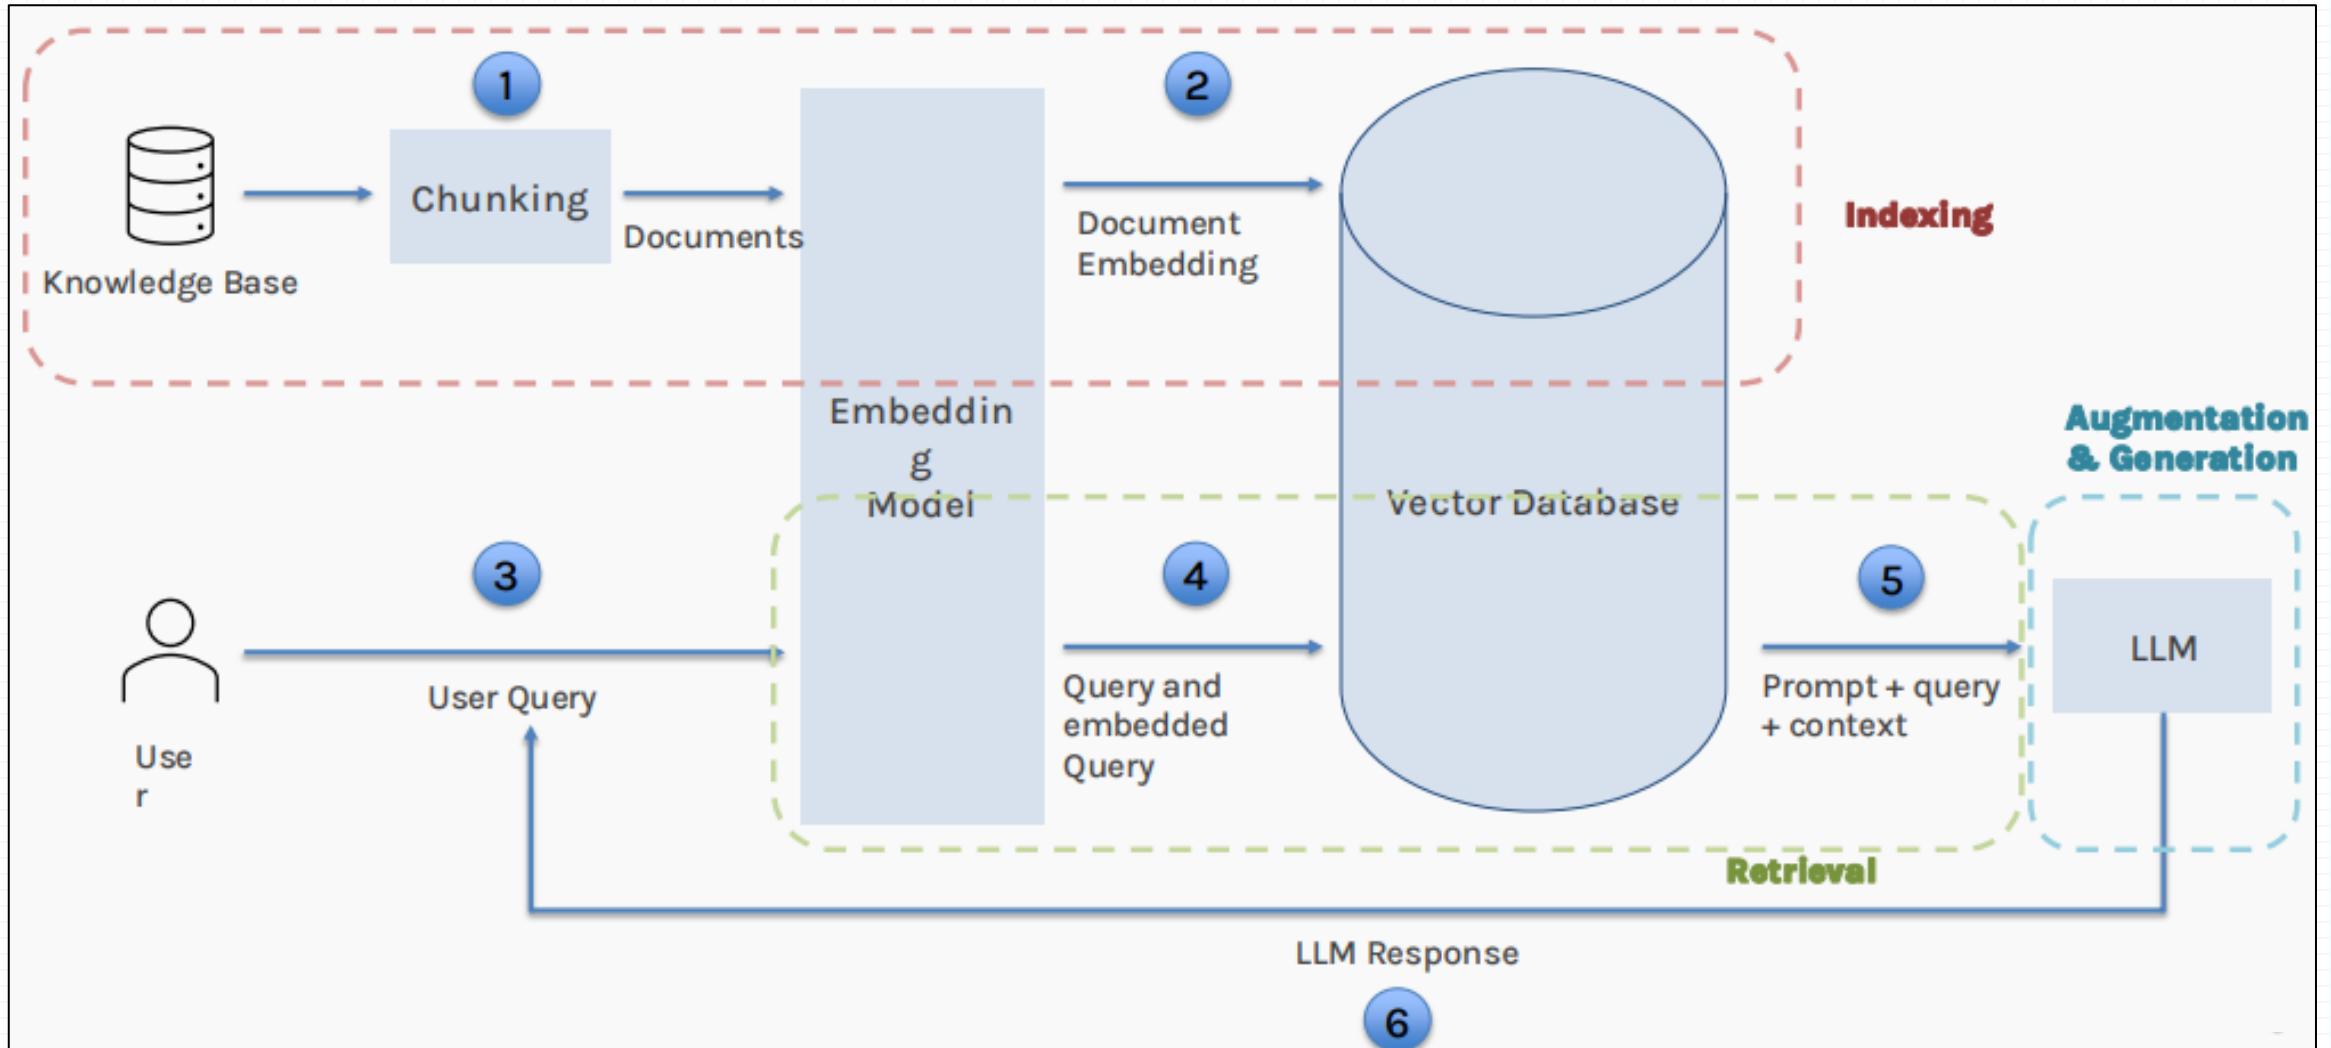 1
2
Chunking
Documents
Knowledge Base
Document
Embedding
Indexing
Embeddin
g
Model
Vector Database
Augmentation
& Generation
3
4
5
User Query
Use
r
Query and
embedded
Query
Prompt + query
+ context
LLM
Retrieval
LLM Response
6